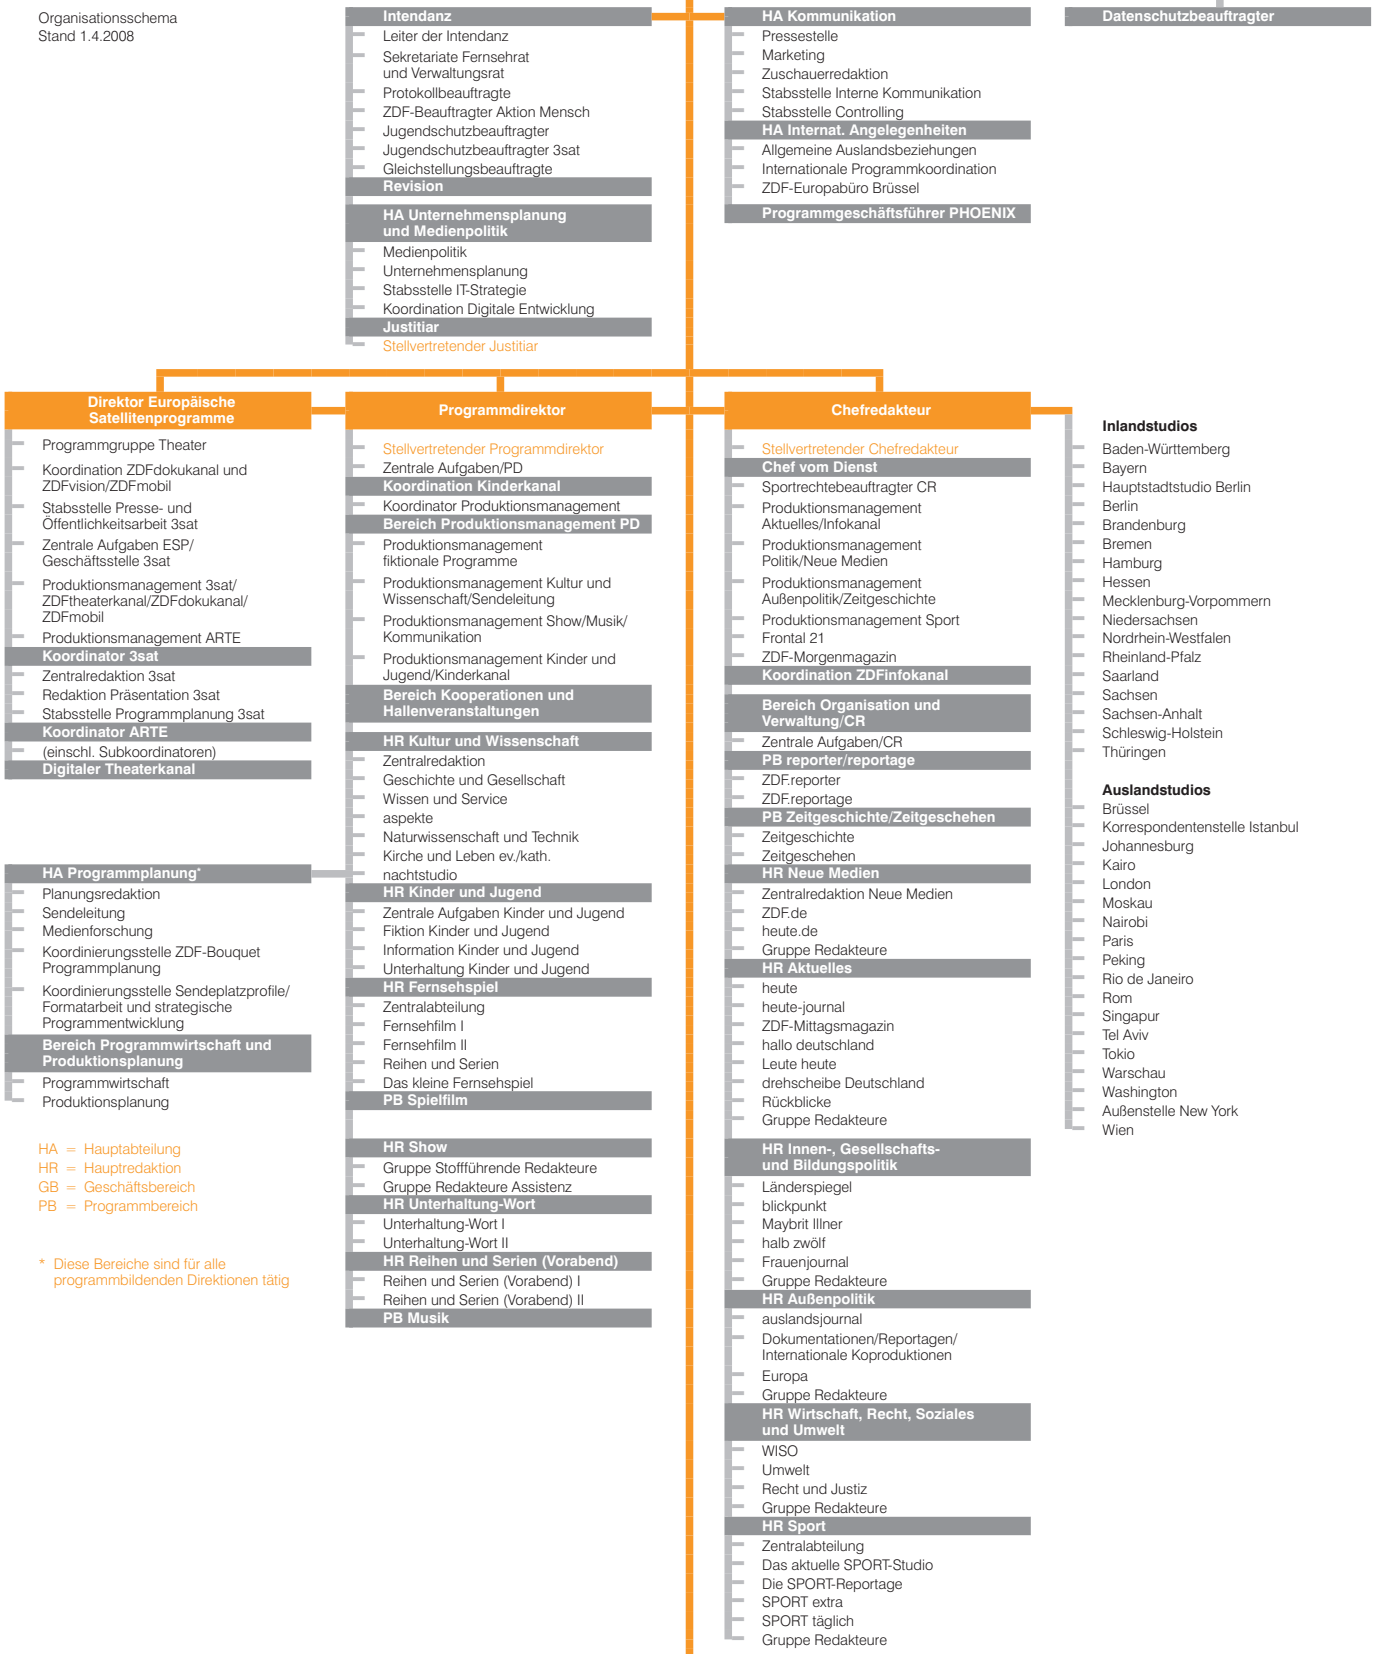 Organisationsschema
Stand 1.4.2008
Intendanz
Leiter der Intendanz
Sekretariate Fernsehrat
und Verwaltungsrat
Protokollbeauftragte
ZDF-Beauftragter Aktion Mensch
Jugendschutzbeauftragter
Jugendschutzbeauftragter 3sat
Gleichstellungsbeauftragte
Revision
HA Unternehmensplanung
und Medienpolitik
Medienpolitik
Unternehmensplanung
Stabsstelle IT-Strategie
Koordination Digitale Entwicklung
Justitiar
Stellvertretender Justitiar
HA Kommunikation
Pressestelle
Marketing
Zuschauerredaktion
Stabsstelle Interne Kommunikation
Stabsstelle Controlling
HA Internat. Angelegenheiten
Allgemeine Auslandsbeziehungen
Internationale Programmkoordination
ZDF-Europabüro Brüssel
Programmgeschäftsführer PHOENIX
Datenschutzbeauftragter
Direktor Europäische
Satellitenprogramme
Programmgruppe Theater
Koordination ZDFdokukanal und
ZDFvision/ZDFmobil
Stabsstelle Presse- und
Öffentlichkeitsarbeit 3sat
Zentrale Aufgaben ESP/
Geschäftsstelle 3sat
Produktionsmanagement 3sat/
ZDFtheaterkanal/ZDFdokukanal/
ZDFmobil
Produktionsmanagement ARTE
Koordinator 3sat
Zentralredaktion 3sat
Redaktion Präsentation 3sat
Stabsstelle Programmplanung 3sat
Koordinator ARTE
(einschl. Subkoordinatoren)
Digitaler Theaterkanal
HA Programmplanung*
Planungsredaktion
Sendeleitung
Medienforschung
Koordinierungsstelle ZDF-Bouquet
Programmplanung
Koordinierungsstelle Sendeplatzprofile/
Formatarbeit und strategische
Programmentwicklung
Bereich Programmwirtschaft und
Produktionsplanung
Programmwirtschaft
Produktionsplanung
HA = Hauptabteilung
HR = Hauptredaktion
GB = Geschäftsbereich
PB = Programmbereich
* Diese Bereiche sind für alle
programmbildenden Direktionen tätig
Programmdirektor
Stellvertretender Programmdirektor
Zentrale Aufgaben/PD
Koordination Kinderkanal
Koordinator Produktionsmanagement
Bereich Produktionsmanagement PD
Produktionsmanagement
fiktionale Programme
Produktionsmanagement Kultur und
Wissenschaft/Sendeleitung
Produktionsmanagement Show/Musik/
Kommunikation
Produktionsmanagement Kinder und
Jugend/Kinderkanal
Bereich Kooperationen und
Hallenveranstaltungen
HR Kultur und Wissenschaft
Zentralredaktion
Geschichte und Gesellschaft
Wissen und Service
aspekte
Naturwissenschaft und Technik
Kirche und Leben ev./kath.
nachtstudio
HR Kinder und Jugend
Zentrale Aufgaben Kinder und Jugend
Fiktion Kinder und Jugend
Information Kinder und Jugend
Unterhaltung Kinder und Jugend
HR Fernsehspiel
Zentralabteilung
Fernsehfilm I
Fernsehfilm II
Reihen und Serien
Das kleine Fernsehspiel
PB Spielfilm
HR Show
Gruppe Stoffführende Redakteure
Gruppe Redakteure Assistenz
HR Unterhaltung-Wort
Unterhaltung-Wort I
Unterhaltung-Wort II
HR Reihen und Serien (Vorabend)
Reihen und Serien (Vorabend) I
Reihen und Serien (Vorabend) II
PB Musik
Chefredakteur
Stellvertretender Chefredakteur
Chef vom Dienst
Sportrechtebeauftragter CR
Produktionsmanagement
Aktuelles/Infokanal
Produktionsmanagement
Politik/Neue Medien
Produktionsmanagement
Außenpolitik/Zeitgeschichte
Produktionsmanagement Sport
Frontal 21
ZDF-Morgenmagazin
Koordination ZDFinfokanal
Bereich Organisation und
Verwaltung/CR
Zentrale Aufgaben/CR
PB reporter/reportage
ZDF.reporter
ZDF.reportage
PB Zeitgeschichte/Zeitgeschehen
Zeitgeschichte
Zeitgeschehen
HR Neue Medien
Zentralredaktion Neue Medien
ZDF.de
heute.de
Gruppe Redakteure
HR Aktuelles
heute
heute-journal
ZDF-Mittagsmagazin
hallo deutschland
Leute heute
drehscheibe Deutschland
Rückblicke
Gruppe Redakteure
HR Innen-, Gesellschafts-
und Bildungspolitik
Länderspiegel
blickpunkt
Maybrit Illner
halb zwölf
Frauenjournal
Gruppe Redakteure
HR Außenpolitik
auslandsjournal
Dokumentationen/Reportagen/
Internationale Koproduktionen
Europa
Gruppe Redakteure
HR Wirtschaft, Recht, Soziales
und Umwelt
WISO
Umwelt
Recht und Justiz
Gruppe Redakteure
HR Sport
Zentralabteilung
Das aktuelle SPORT-Studio
Die SPORT-Reportage
SPORT extra
SPORT täglich
Gruppe Redakteure
Inlandstudios
Baden-Württemberg
Bayern
Hauptstadtstudio Berlin
Berlin
Brandenburg
Bremen
Hamburg
Hessen
Mecklenburg-Vorpommern
Niedersachsen
Nordrhein-Westfalen
Rheinland-Pfalz
Saarland
Sachsen
Sachsen-Anhalt
Schleswig-Holstein
Thüringen
Auslandstudios
Brüssel
Korrespondentenstelle Istanbul
Johannesburg
Kairo
London
Moskau
Nairobi
Paris
Peking
Rio de Janeiro
Rom
Singapur
Tel Aviv
Tokio
Warschau
Washington
Außenstelle New York
Wien